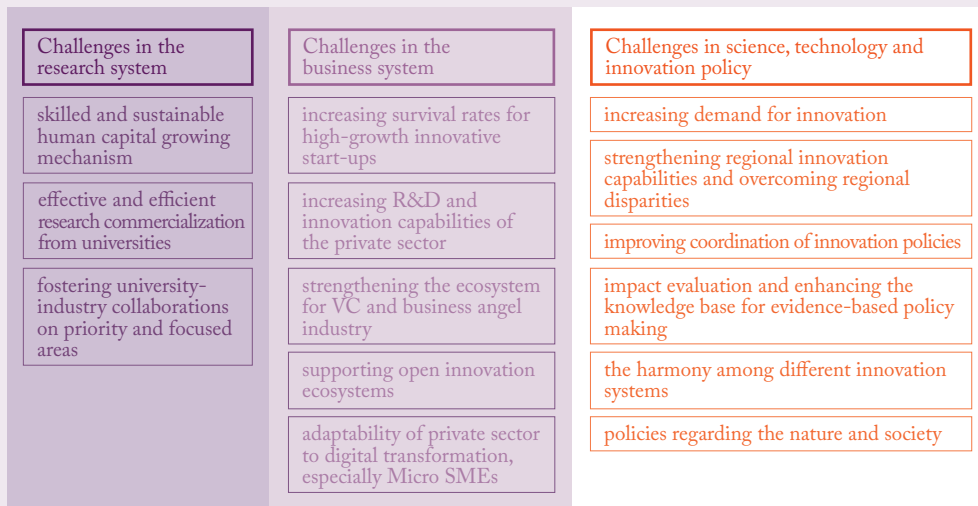 Challenges in the
research system
skilled and sustainable
human capital growing
mechanism
effective and efficient
research commercialization
from universities
fostering university-
industry collaborations
on priority and focused
areas
Challenges in the
business system
increasing survival rates for
high-growth innovative
start-ups
increasing R&D and
innovation capabilities of
the private sector
strengthening the ecosystem
for VC and business angel
industry
supporting open innovation
ecosystems
adaptability of private sector
to digital transformation,
especially Micro SMEs
Challenges in science, technology and
innovation policy
increasing demand for innovation
strengthening regional innovation
capabilities and overcoming regional
disparities
improving coordination of innovation policies
impact evaluation and enhancing the
knowledge base for evidence-based policy
making
the harmony among different innovation
systems
policies regarding the nature and society